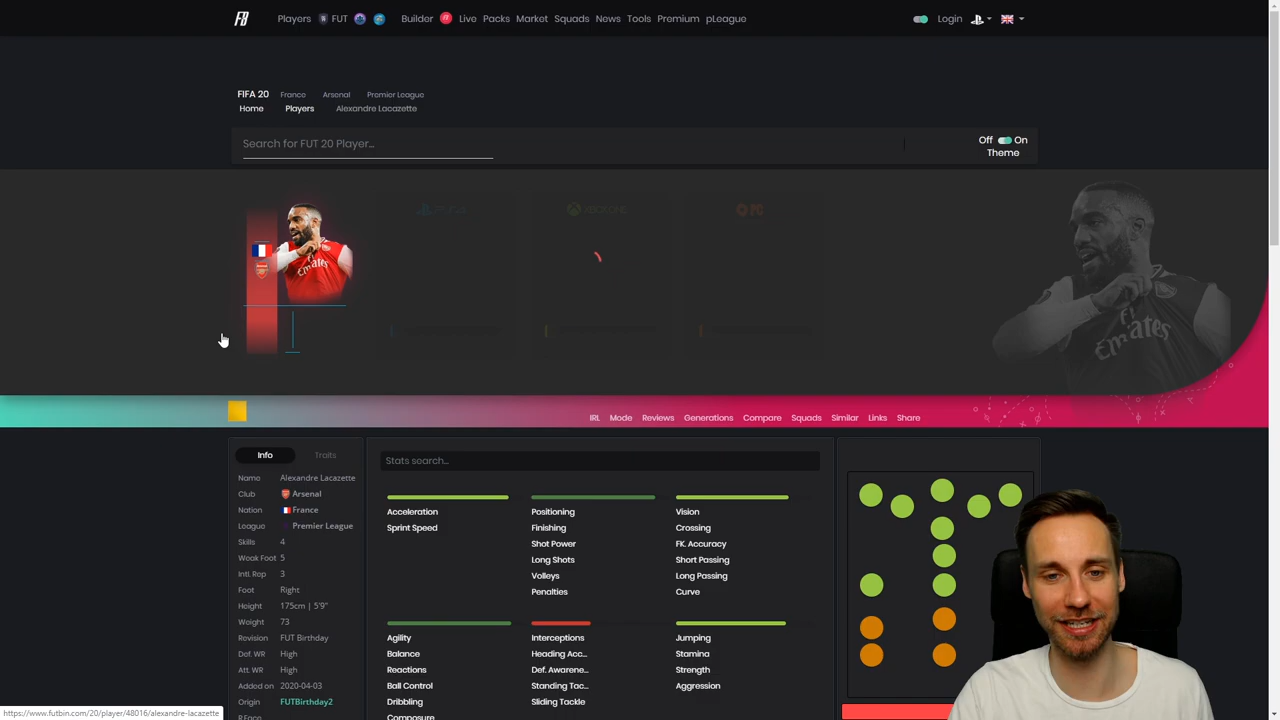 Players FUT Builder Live Packs Market Squads News Tools Premium pLeague Login
FIFA 20 France Arsenal Premier League
Home Players Alexandre Lacazette
Search for FUT 20 Player...
Off On
Theme
XBOX ONE
PC
IRL Mode Reviews Generations Compare Squads Similar Links Share
Info Traits
Name Alexandre Lacazette
Club Arsenal
Nation France
League Premier League
Skills 4
Weak Foot 5
Intl. Rep 3
Foot Right
Height 175cm | 5'9"
Weight 73
Revision FUT Birthday
Def. WR High
Att. WR High
Added on 2020-04-03
Origin FUTBirthday2
R.Face
Stats search...
Acceleration
Sprint Speed
Positioning
Finishing
Shot Power
Long Shots
Volleys
Penalties
Vision
Crossing
FK. Accuracy
Short Passing
Long Passing
Curve
Agility
Balance
Reactions
Ball Control
Dribbling
Composure
Interceptions
Heading Acc...
Def. Awarene...
Standing Tac...
Sliding Tackle
Jumping
Stamina
Strength
Aggression
Fly Emirates
https://www.futbin.com/20/player/48016/alexandre-lacazette